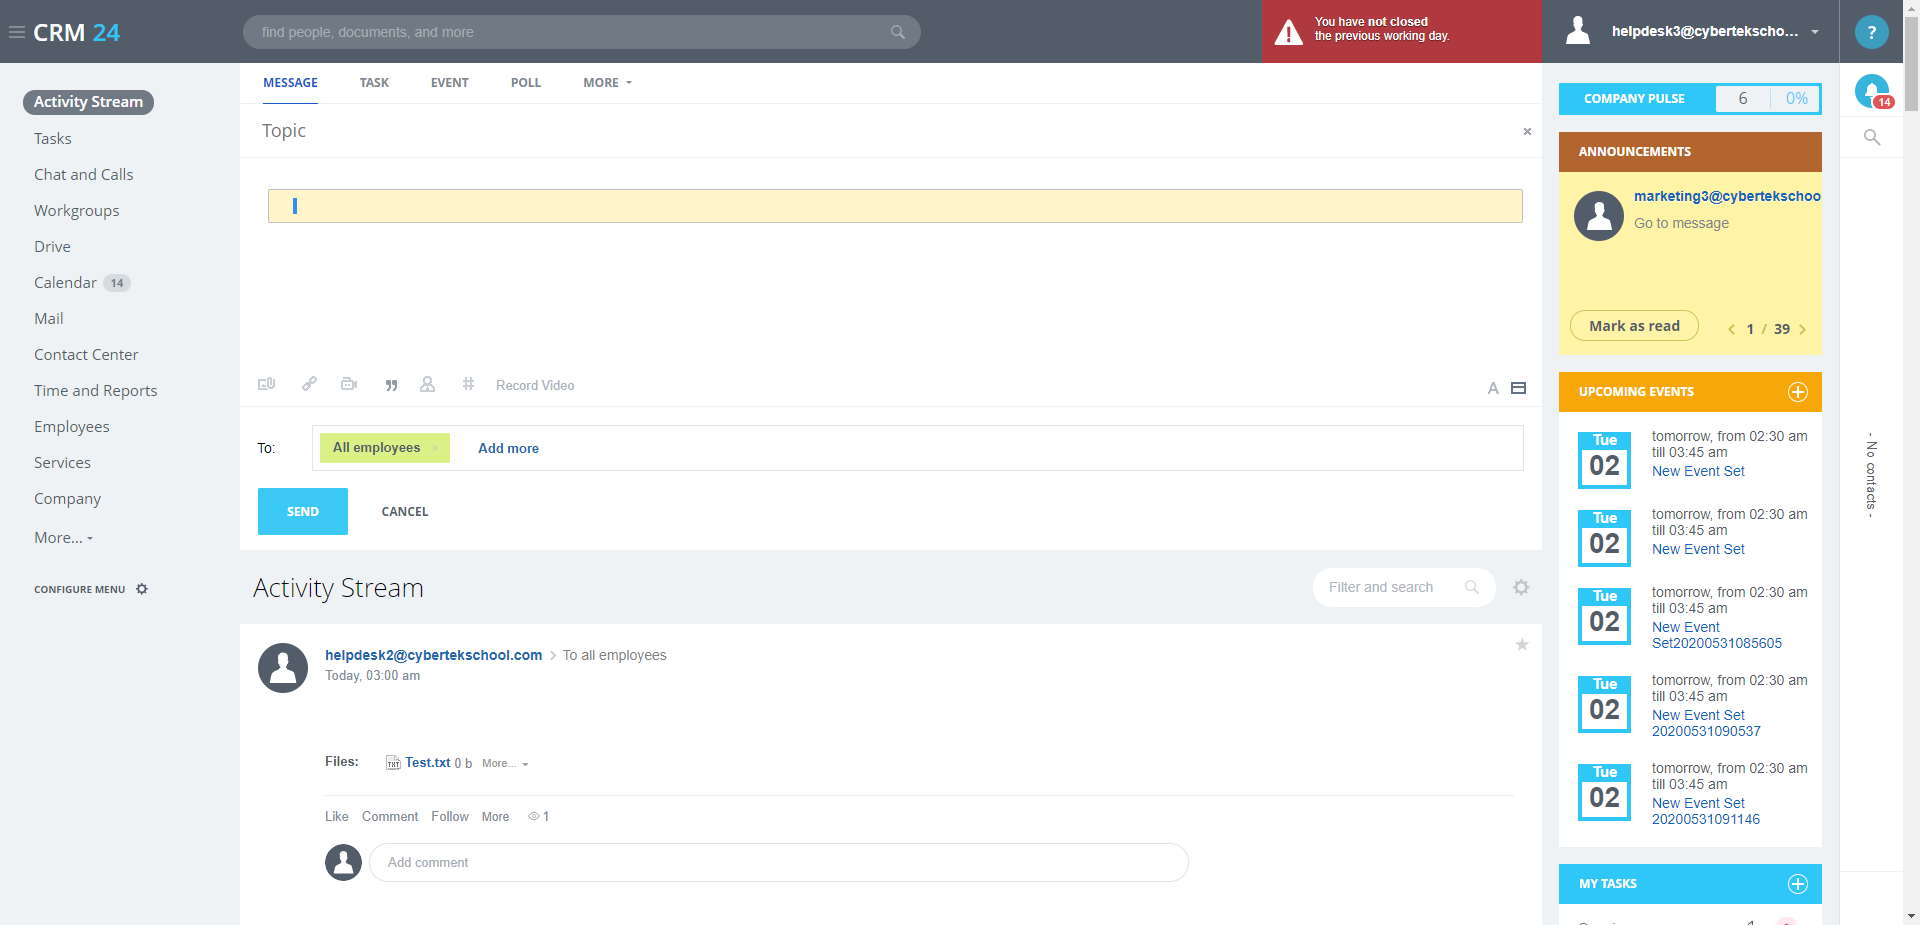 CRM 24
find people, documents, and more
You have not closed
the previous working day.
helpdesk3@cybertekscho...
?
Activity Stream
Tasks
Chat and Calls
Workgroups
Drive
Calendar 14
Mail
Contact Center
Time and Reports
Employees
Services
Company
More...
CONFIGURE MENU
MESSAGE TASK EVENT POLL MORE
Topic
Record Video
A
To: All employees Add more
SEND CANCEL
Activity Stream
Filter and search
helpdesk2@cybertekschool.com > To all employees
Today, 03:00 am
Files: TXT Test.txt 0 b More...
Like Comment Follow More 1
Add comment
COMPANY PULSE 6 0%
ANNOUNCEMENTS
marketing3@cybertekschoo
Go to message
Mark as read
1 / 39
UPCOMING EVENTS
Tue
02
tomorrow, from 02:30 am
till 03:45 am
New Event Set
Tue
02
tomorrow, from 02:30 am
till 03:45 am
New Event Set
Tue
02
tomorrow, from 02:30 am
till 03:45 am
New Event
Set20200531085605
Tue
02
tomorrow, from 02:30 am
till 03:45 am
New Event Set
20200531090537
Tue
02
tomorrow, from 02:30 am
till 03:45 am
New Event Set
20200531091146
MY TASKS
14
- No contacts -